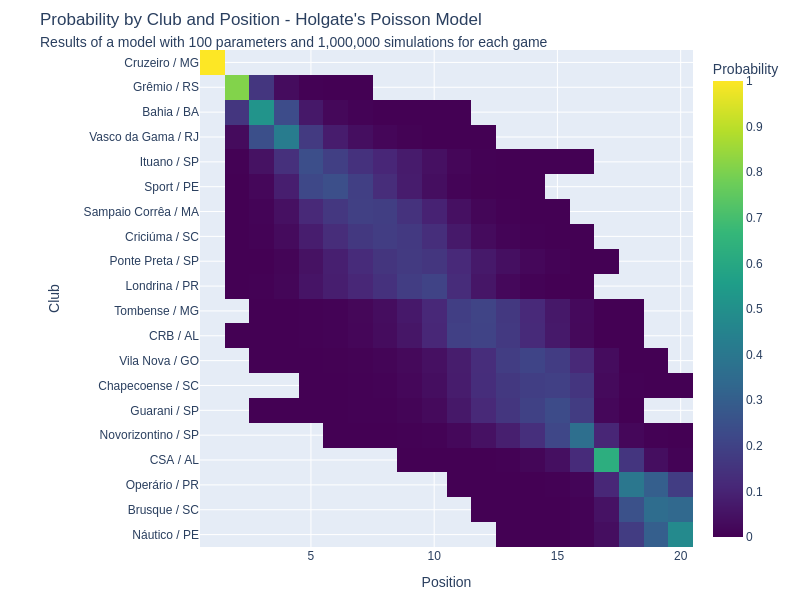 Probability by Club and Position - Holgate's Poisson Model
Results of a model with 100 parameters and 1,000,000 simulations for each game
Probability
Club
Cruzeiro / MG
Grêmio / RS
Bahia / BA
Vasco da Gama / RJ
Ituano / SP
Sport / PE
Sampaio Corrêa / MA
Criciúma / SC
Ponte Preta / SP
Londrina / PR
Tombense / MG
CRB / AL
Vila Nova / GO
Chapecoense / SC
Guarani / SP
Novorizontino / SP
CSA / AL
Operário / PR
Brusque / SC
Náutico / PE
1
0.9
0.8
0.7
0.6
0.5
0.4
0.3
0.2
0.1
0
5 10 15 20
Position